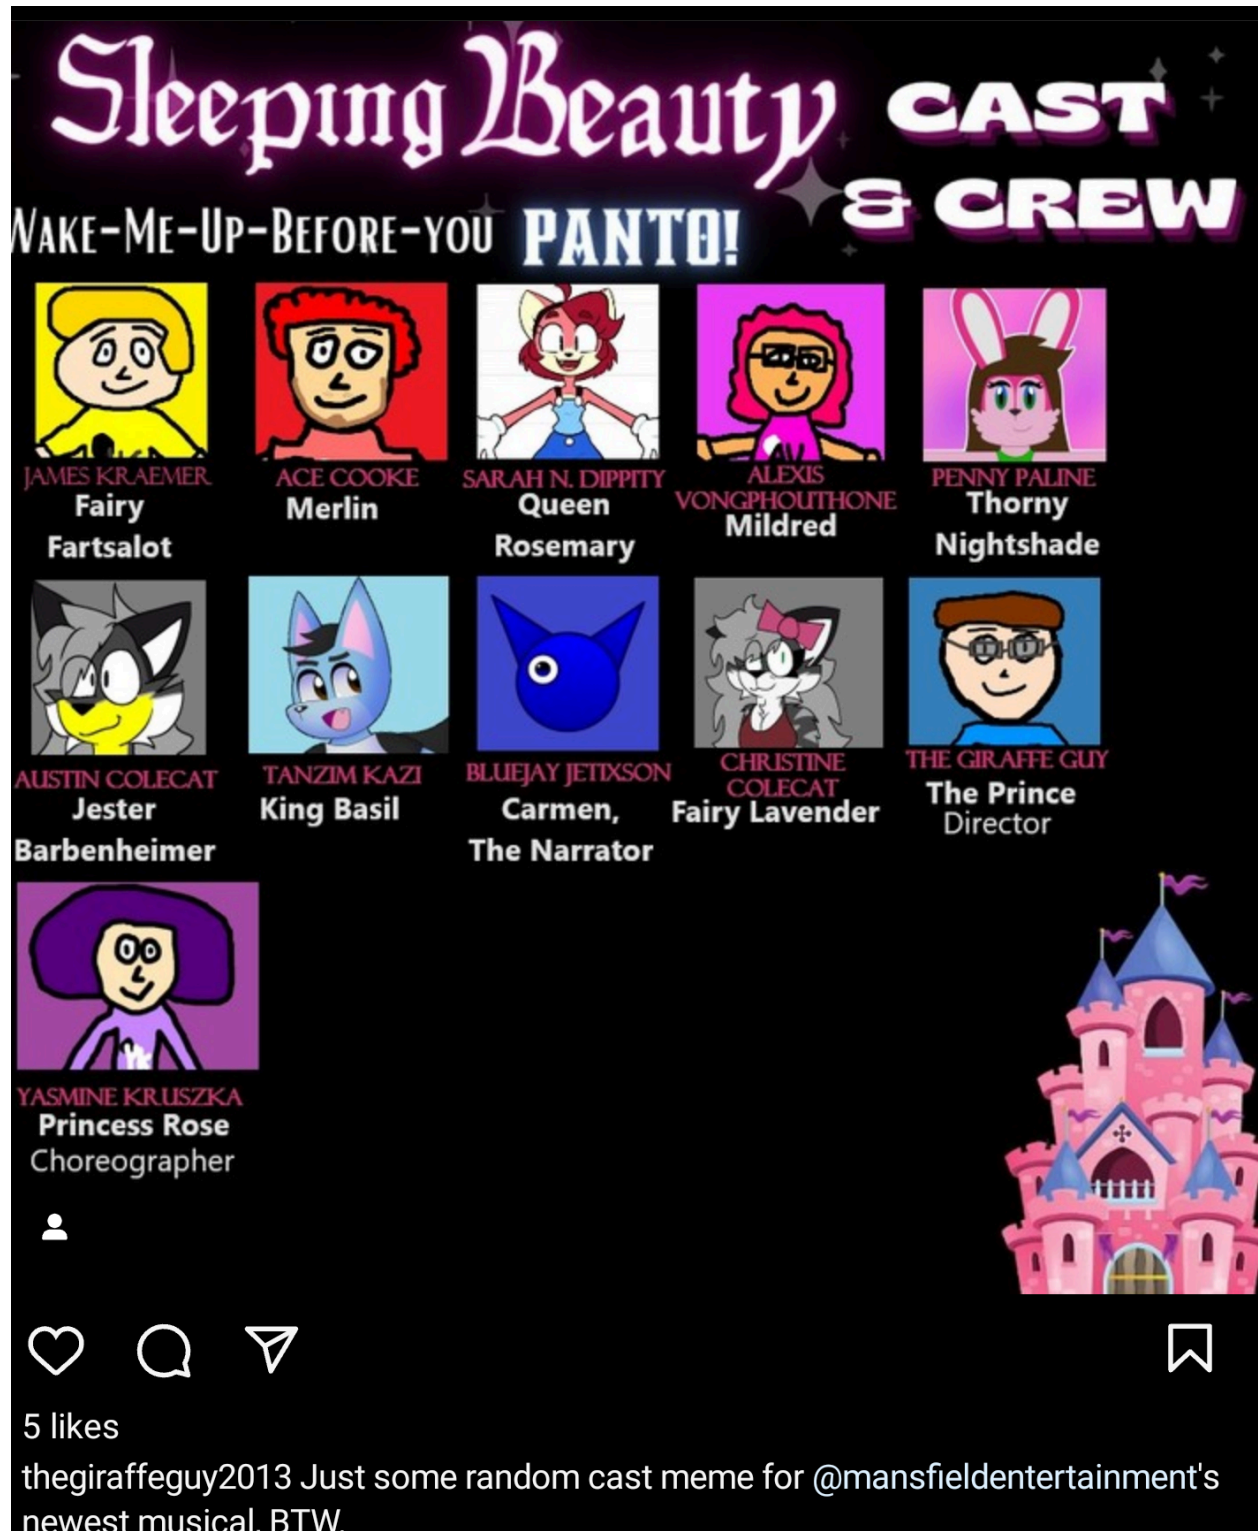 Sleeping Beauty CAST
& CREW
WAKE-ME-UP-BEFORE-YOU PANTO!
JAMES KRAEMER
Fairy
Fartsalot
ACE COOKE
Merlin
SARAH N. DIPPITY
Queen
Rosemary
ALEXIS
VONGPHOUTHONE
Mildred
PENNY PALINE
Thorny
Nightshade
AUSTIN COLECAT
Jester
Barbenheimer
TANZIM KAZI
King Basil
BLUEJAY JETIXSON
Carmen,
The Narrator
CHRISTINE
COLECAT
Fairy Lavender
THE GIRAFFE GUY
The Prince
Director
YASMINE KRUSZKA
Princess Rose
Choreographer
5 likes
thegiraffeguy2013 Just some random cast meme for @mansfieldentertainment's
newest musical. BTW.